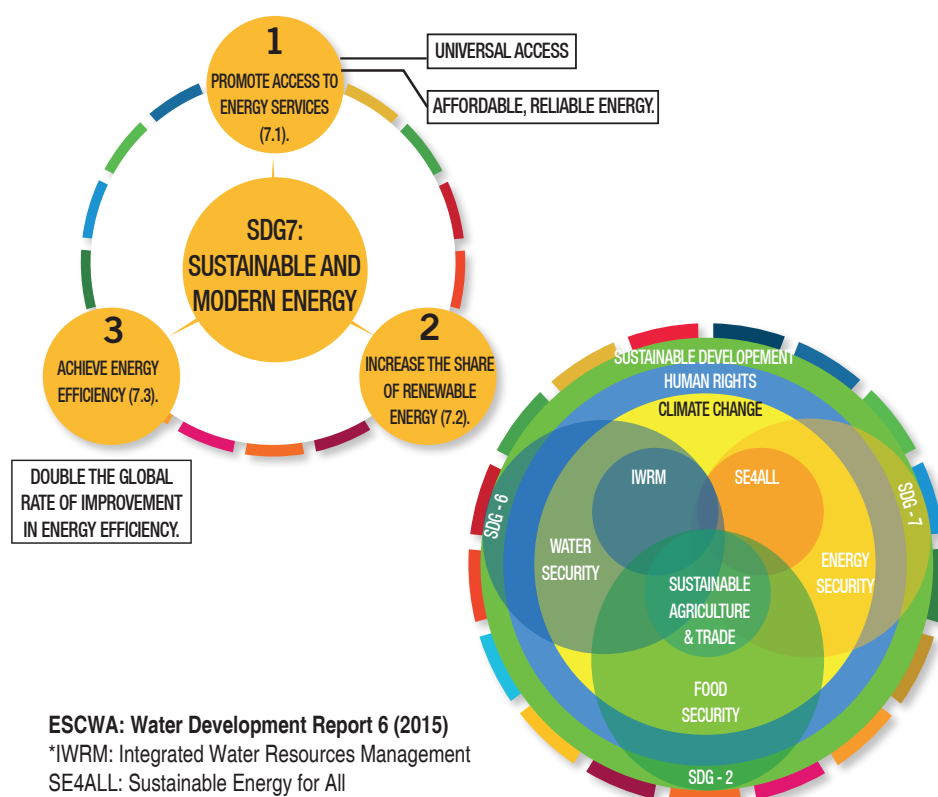 1
PROMOTE ACCESS TO
ENERGY SERVICES
(7.1).
UNIVERSAL ACCESS
AFFORDABLE, RELIABLE ENERGY.
SDG7:
SUSTAINABLE AND
MODERN ENERGY
3
ACHIEVE ENERGY
EFFICIENCY (7.3).
2
INCREASE THE SHARE
OF RENEWABLE
ENERGY (7.2).
DOUBLE THE GLOBAL
RATE OF IMPROVEMENT
IN ENERGY EFFICIENCY.
SUSTAINABLE DEVELOPEMENT
HUMAN RIGHTS
CLIMATE CHANGE
IWRM
SE4ALL
SDG - 6
SDG - 7
WATER
SECURITY
ENERGY
SECURITY
SUSTAINABLE
AGRICULTURE
& TRADE
FOOD
SECURITY
SDG - 2
ESCWA: Water Development Report 6 (2015)
*IWRM: Integrated Water Resources Management
SE4ALL: Sustainable Energy for All